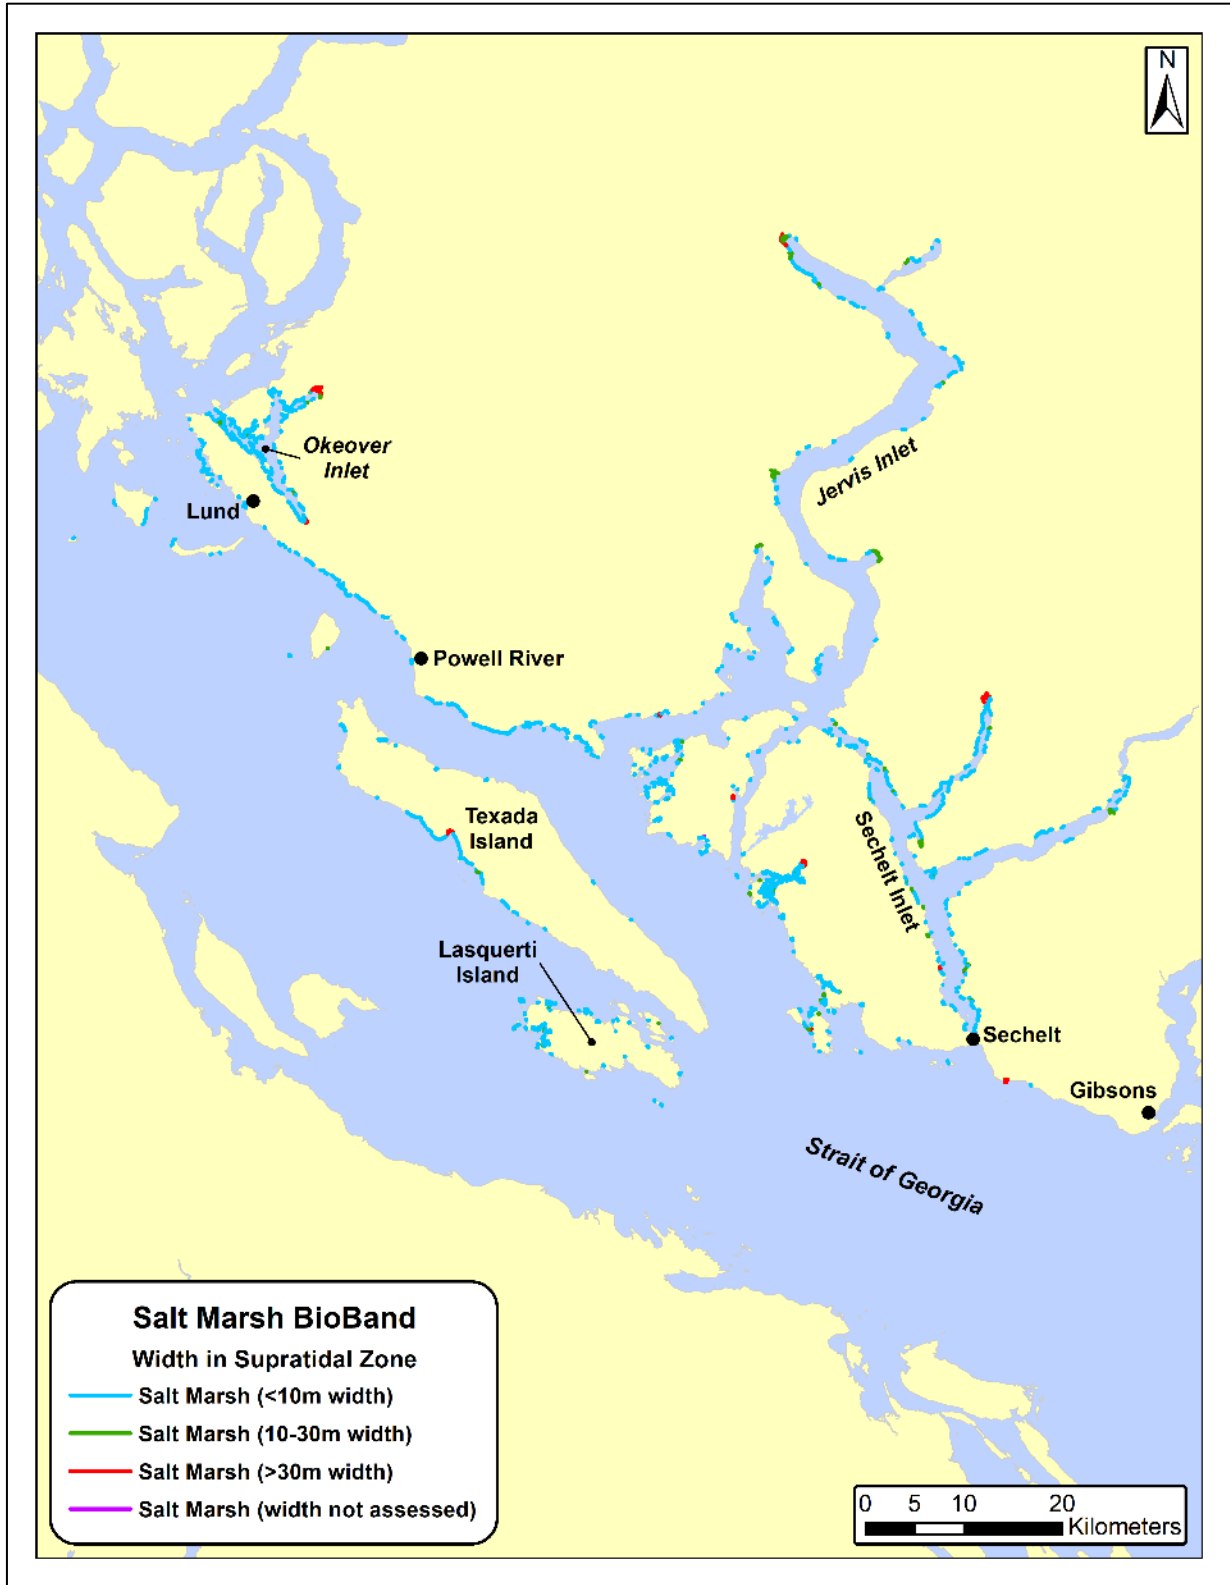 N
Okeover
Inlet
Lund
Jervis Inlet
Powell River
Texada
Island
Sechelt Inlet
Lasquerti
Island
Sechelt
Gibsons
Strait of Georgia
Salt Marsh BioBand
Width in Supratidal Zone
Salt Marsh (<10m width)
Salt Marsh (10-30m width)
Salt Marsh (>30m width)
Salt Marsh (width not assessed)
0 5 10 20
Kilometers